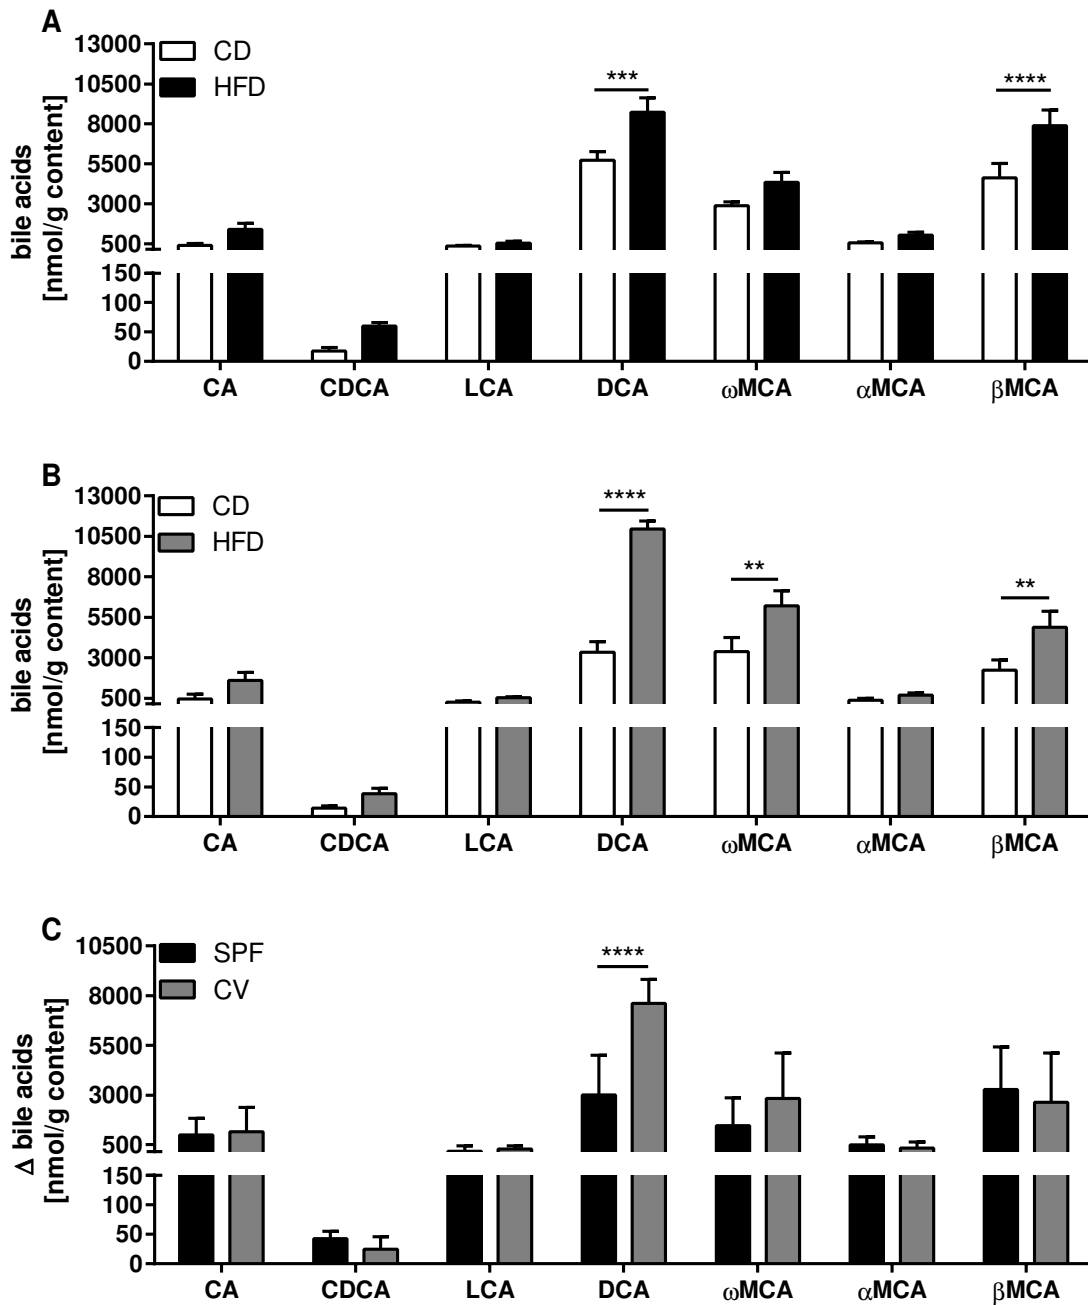 A
13000
10500
8000
5500
3000
500
150
100
50
0
bile acids
[nmol/g content]
CD
HFD
***
****
CA CDCA LCA DCA ωMCA αMCA βMCA
B
13000
10500
8000
5500
3000
500
150
100
50
0
bile acids
[nmol/g content]
CD
HFD
****
**
**
CA CDCA LCA DCA ωMCA αMCA βMCA
C
10500
8000
5500
3000
500
150
100
50
0
Δ bile acids
[nmol/g content]
SPF
CV
****
CA CDCA LCA DCA ωMCA αMCA βMCA